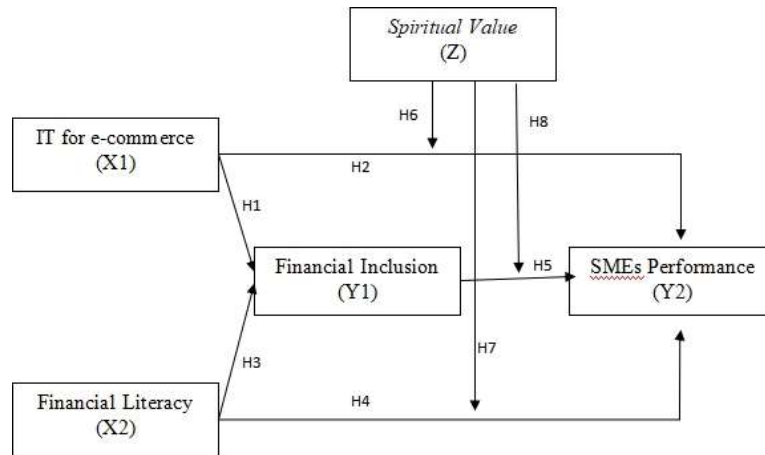 Spiritual Value
(Z)
H6
H8
IT for e-commerce
(X1)
H2
H1
Financial Inclusion
(Y1)
H5
SMEs Performance
(Y2)
H7
H3
Financial Literacy
(X2)
H4